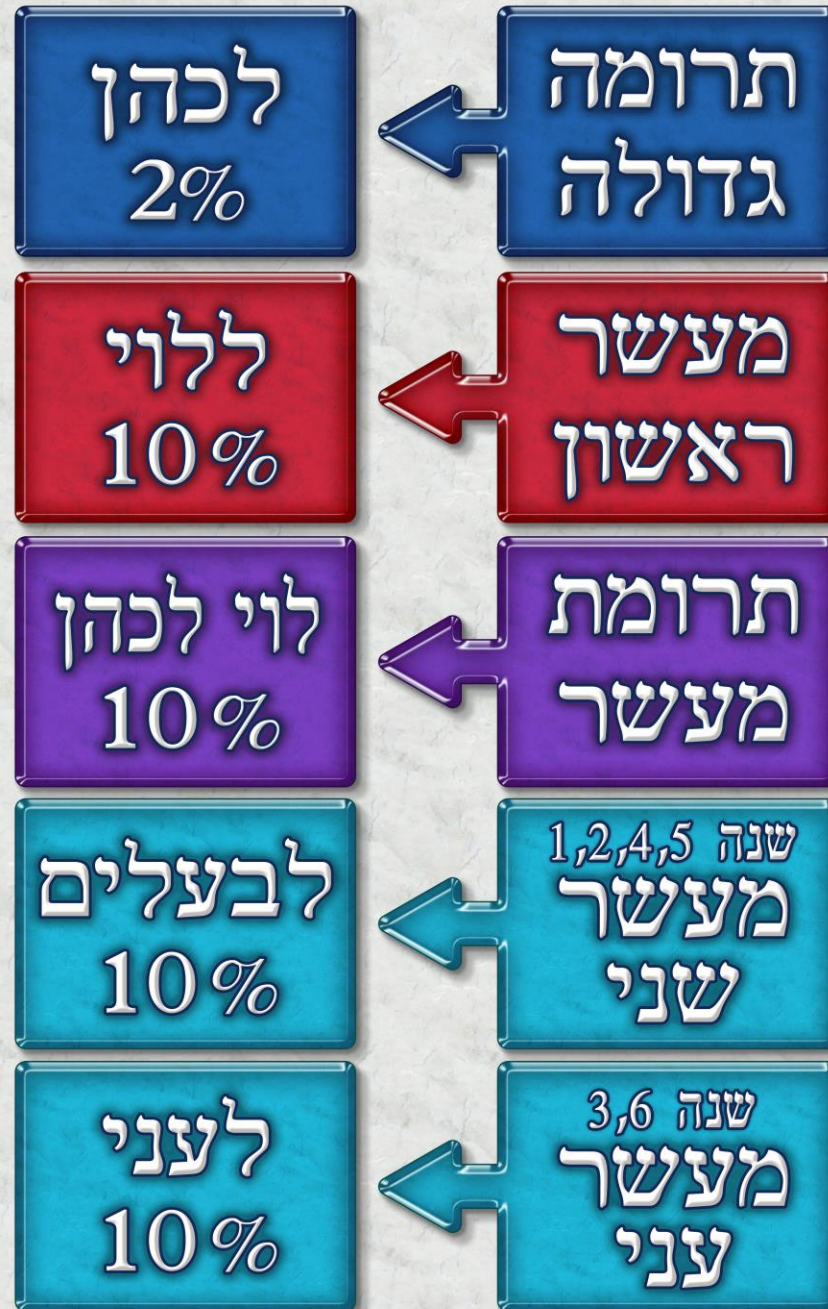 תרומה
גדולה
לכהן
2%
מעשר
ראשון
ללוי
10%
תרומת
מעשר
לוי לכהן
10%
שנה 1,2,4,5
מעשר
שני
לבעלים
10%
שנה 3,6
מעשר
עני
לעני
10%